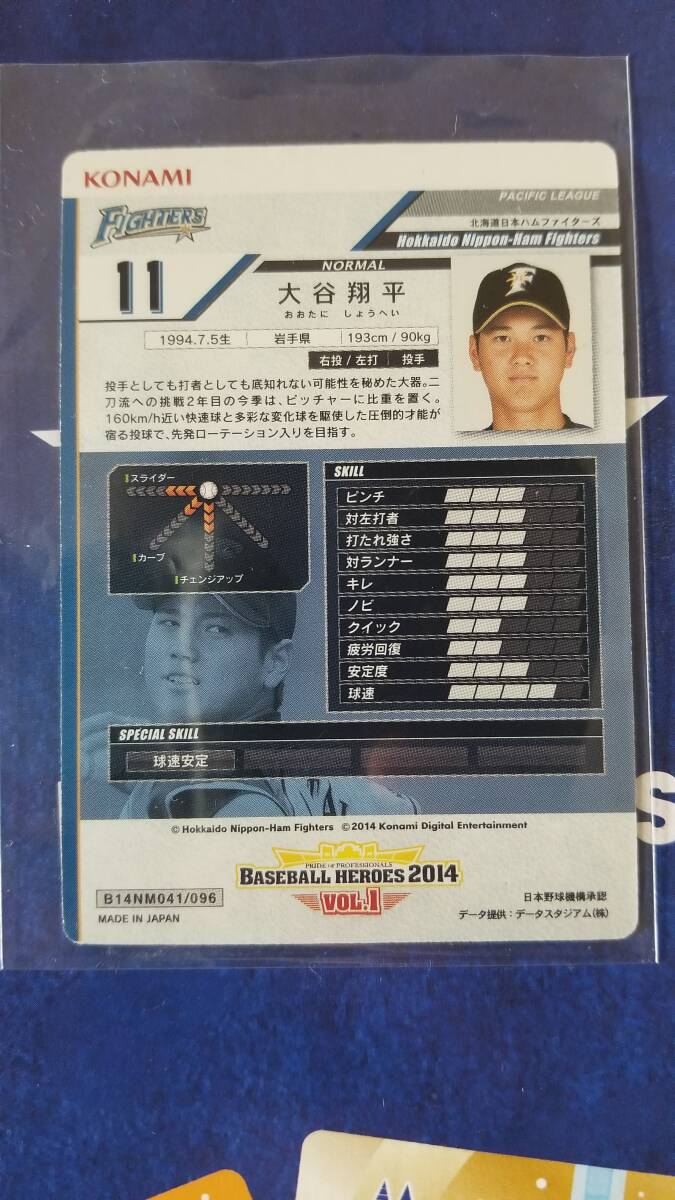 KONAMI
PACIFIC LEAGUE
FIGHTERS
北海道日本ハムファイターズ
Hokkaido Nippon-Ham Fighters
11
NORMAL
大谷翔平
おおたに しょうへい
1994.7.5生 岩手県 193cm / 90kg
右投 / 左打 投手
投手としても打者としても底知れない可能性を秘めた大器。二
刀流への挑戦2年目の今季は、ピッチャーに比重を置く。
160km/h近い快速球と多彩な変化球を駆使した圧倒的才能が
宿る投球で、先発ローテーション入りを目指す。
スライダー
カーブ
チェンジアップ
SKILL
ピンチ
対左打者
打たれ強さ
対ランナー
キレ
ノビ
クイック
疲労回復
安定度
球速
SPECIAL SKILL
球速安定
©Hokkaido Nippon-Ham Fighters ©2014 Konami Digital Entertainment
PRIDE OF PROFESSIONALS
BASEBALL HEROES 2014
VOL.1
B14NM041/096
MADE IN JAPAN
日本野球機構承認
データ提供：データスタジアム(株)
S